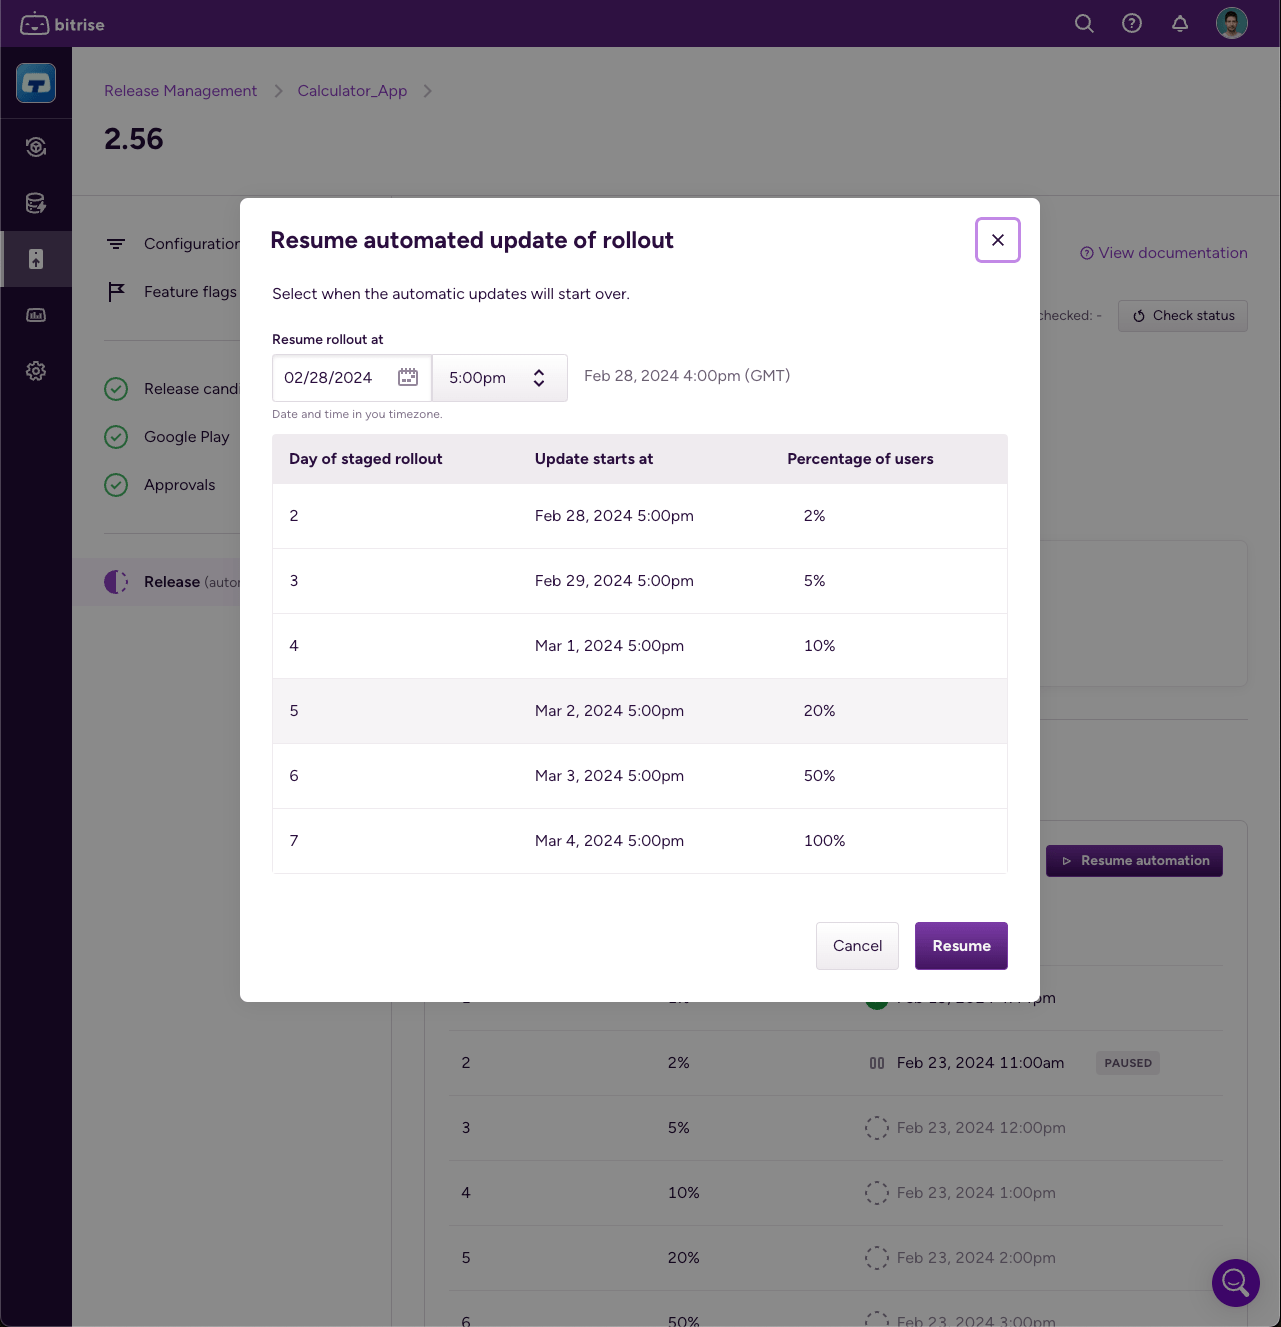 bitrise
Release Management
Calculator_App
2.56
Configuration
Feature flags
View documentation
checked: -
Check status
Release candi
Google Play
Approvals
Release (auto
Resume automated update of rollout
Select when the automatic updates will start over.
Resume rollout at
02/28/2024 5:00pm Feb 28, 2024 4:00pm (GMT)
Date and time in you timezone.
Day of staged rollout Update starts at Percentage of users
2 Feb 28, 2024 5:00pm 2%
3 Feb 29, 2024 5:00pm 5%
4 Mar 1, 2024 5:00pm 10%
5 Mar 2, 2024 5:00pm 20%
6 Mar 3, 2024 5:00pm 50%
7 Mar 4, 2024 5:00pm 100%
Cancel
Resume
Resume automation
2 2% Feb 23, 2024 11:00am PAUSED
3 5% Feb 23, 2024 12:00pm
4 10% Feb 23, 2024 1:00pm
5 20% Feb 23, 2024 2:00pm
6 50% Feb 23, 2024 3:00pm